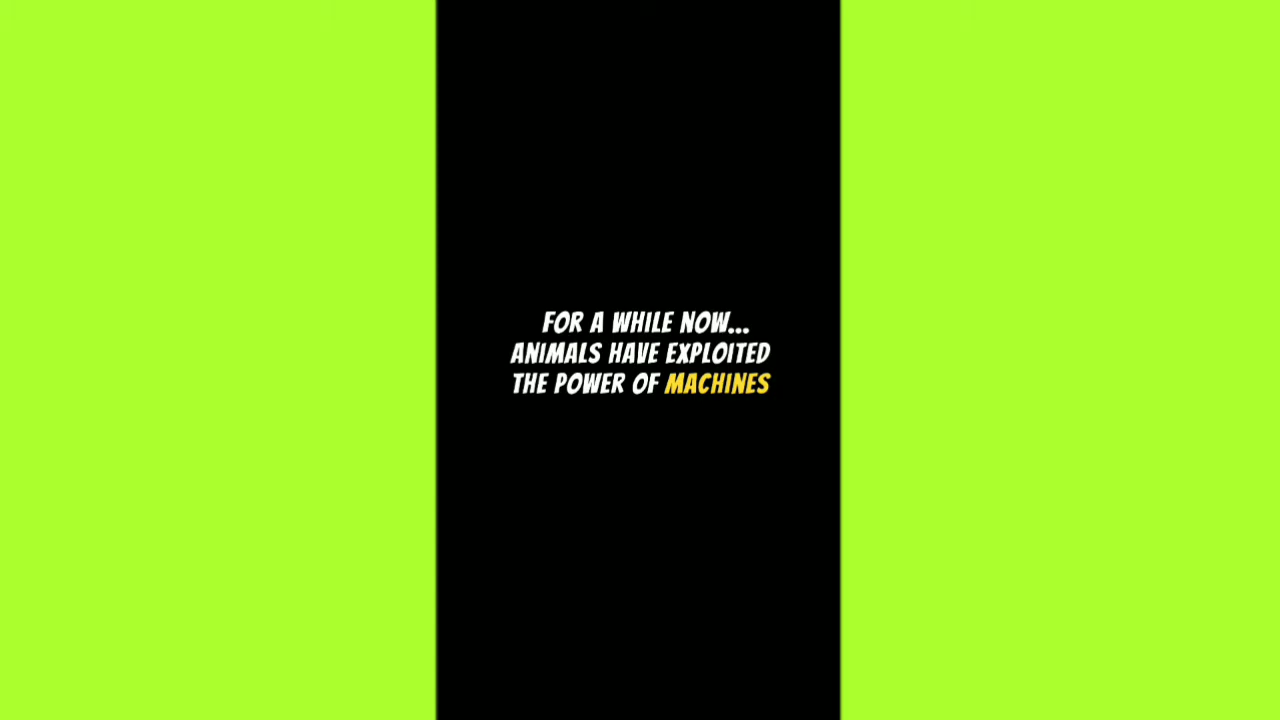 FOR A WHILE NOW...
ANIMALS HAVE EXPLOITED
THE POWER OF MACHINES